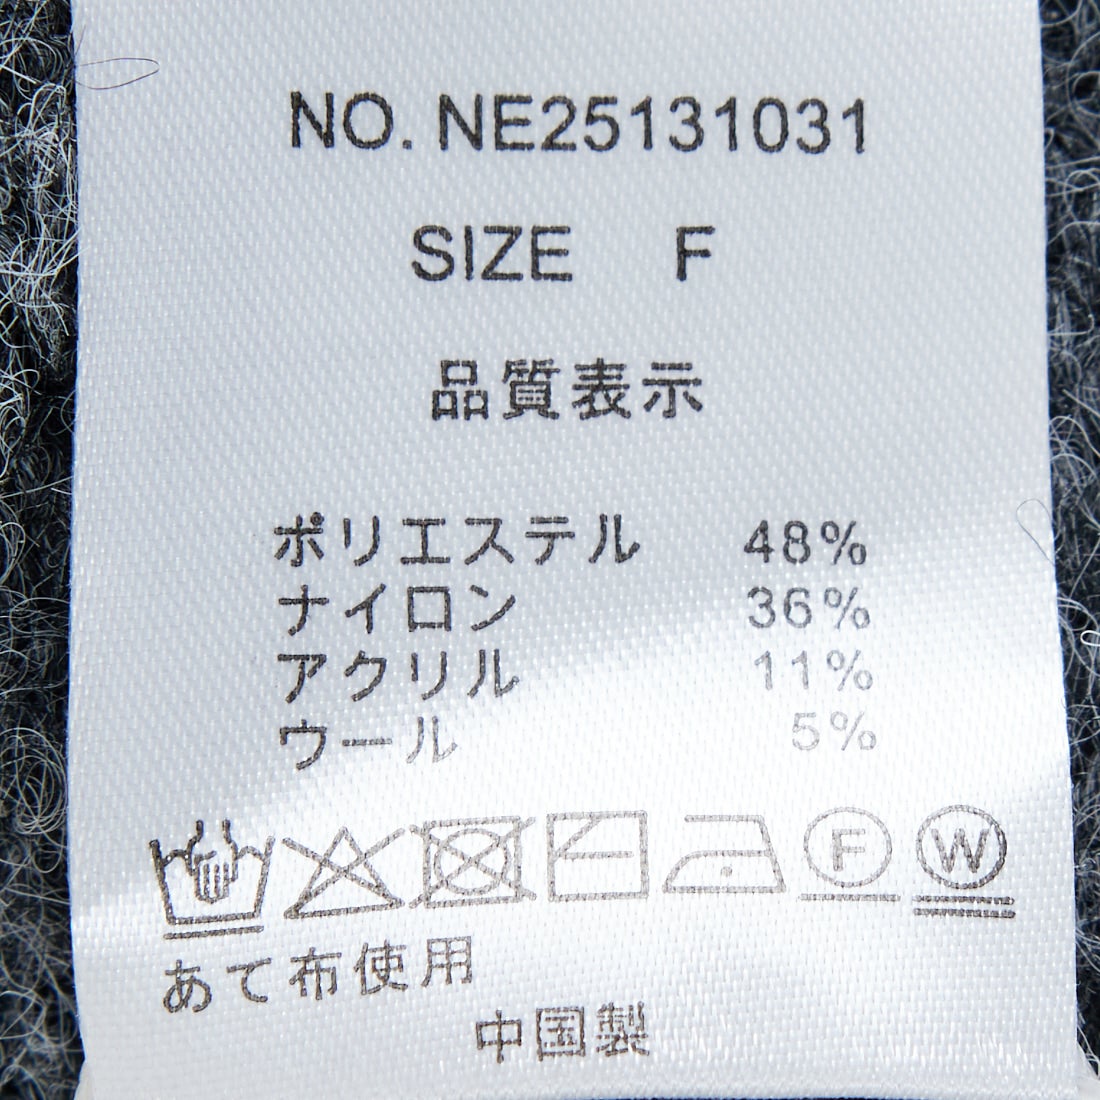 NO. NE25131031
SIZE F
品質表示
ポリエステル 48%
ナイロン 36%
アクリル 11%
ウール 5%
F W
あて布使用
中国製